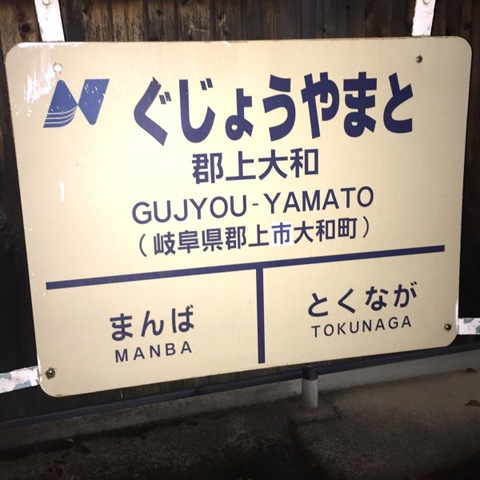 ぐじょうやまと
郡上大和
GUJYOU-YAMATO
(岐阜県郡上市大和町)
まんば
MANBA
とくなが
TOKUNAGA